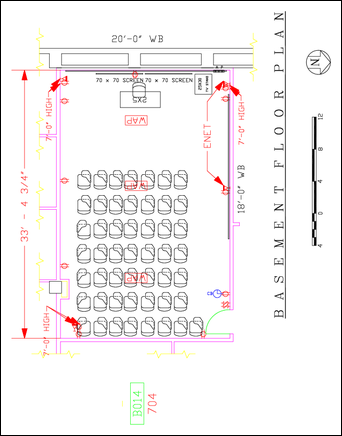 20'-0" WB
70 x 70 SCREEN
70 x 70 SCREEN
2X5
WAP
7'-0" HIGH
7'-0" HIGH
ENET
33' - 4 3/4"
18'-0" WB
WAP
WAP
7'-0" HIGH
B014
704
BASEMENT FLOOR PLAN
N
12
8
4
0
4